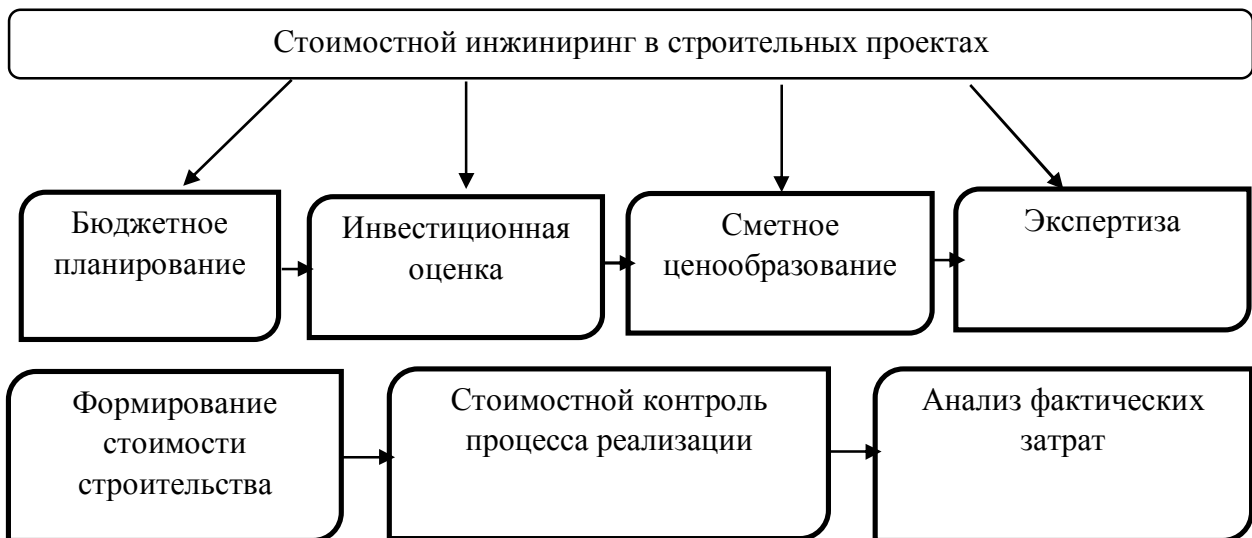 Стоимостной инжиниринг в строительных проектах
Бюджетное
планирование
Инвестиционная
оценка
Сметное
ценообразование
Экспертиза
Формирование
стоимости
строительства
Стоимостной контроль
процесса реализации
Анализ фактических
затрат